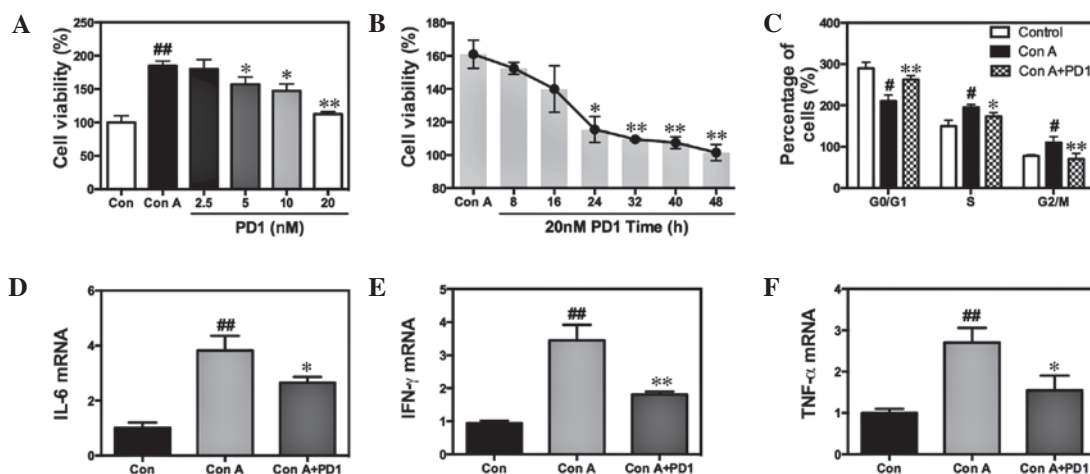 A
Cell viability (%)
250
200
150
100
50
0
##
*
*
**
Con
Con A
2.5
5
10
20
PD1 (nM)
B
Cell viability (%)
180
160
140
120
100
80
*
**
**
**
Con A
8
16
24
32
40
48
20nM PD1 Time (h)
C
Percentage of
cells (%)
400
300
200
100
0
Control
Con A
Con A+PD1
#
**
#
*
#
**
G0/G1
S
G2/M
D
IL-6 mRNA
6
4
2
0
##
*
Con
Con A
Con A+PD1
E
IFN-γ mRNA
5
4
3
2
1
0
##
**
Con
Con A
Con A+PD1
F
TNF-α mRNA
4
3
2
1
0
##
*
Con
Con A
Con A+PD1